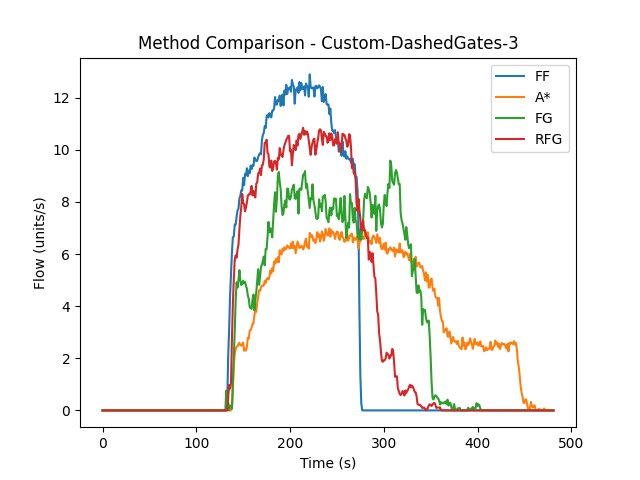 Method Comparison - Custom-DashedGates-3
FF
A*
FG
RFG
Flow (units/s)
12
10
8
6
4
2
0
0 100 200 300 400 500
Time (s)